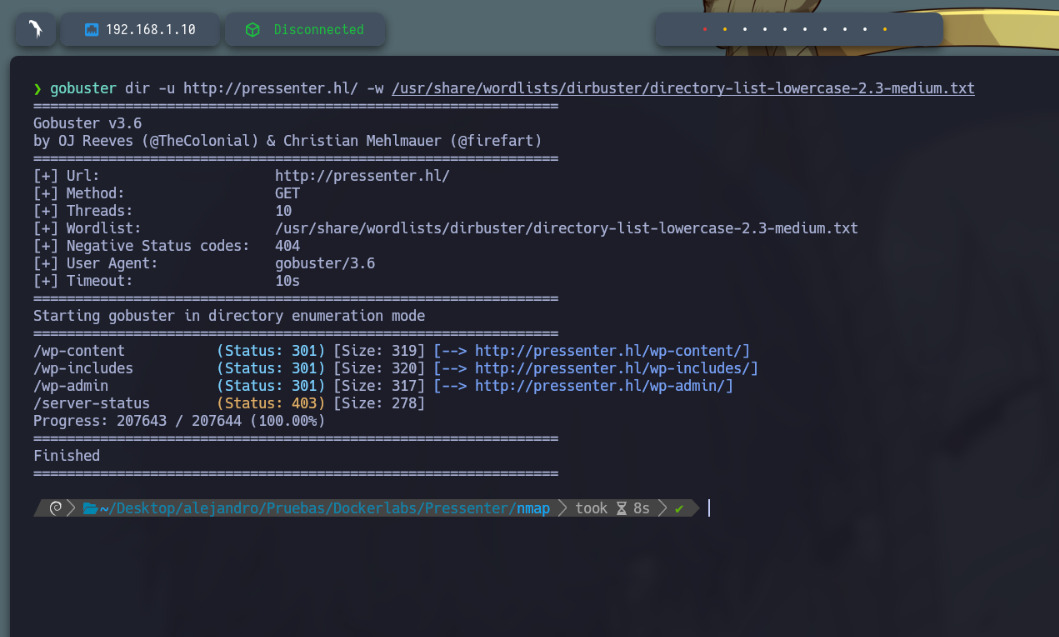 192.168.1.10
Disconnected
❯ gobuster dir -u http://pressenter.hl/ -w /usr/share/wordlists/dirbuster/directory-list-lowercase-2.3-medium.txt
===============================================================
Gobuster v3.6
by OJ Reeves (@TheColonial) & Christian Mehlmauer (@firefart)
===============================================================
[+] Url:                     http://pressenter.hl/
[+] Method:                  GET
[+] Threads:                 10
[+] Wordlist:                /usr/share/wordlists/dirbuster/directory-list-lowercase-2.3-medium.txt
[+] Negative Status codes:   404
[+] User Agent:              gobuster/3.6
[+] Timeout:                 10s
===============================================================
Starting gobuster in directory enumeration mode
===============================================================
/wp-content           (Status: 301) [Size: 319] [--> http://pressenter.hl/wp-content/]
/wp-includes          (Status: 301) [Size: 320] [--> http://pressenter.hl/wp-includes/]
/wp-admin             (Status: 301) [Size: 317] [--> http://pressenter.hl/wp-admin/]
/server-status        (Status: 403) [Size: 278]
Progress: 207643 / 207644 (100.00%)
===============================================================
Finished
===============================================================
~/Desktop/alejandro/Pruebas/Dockerlabs/Pressenter/nmap took 8s ✔